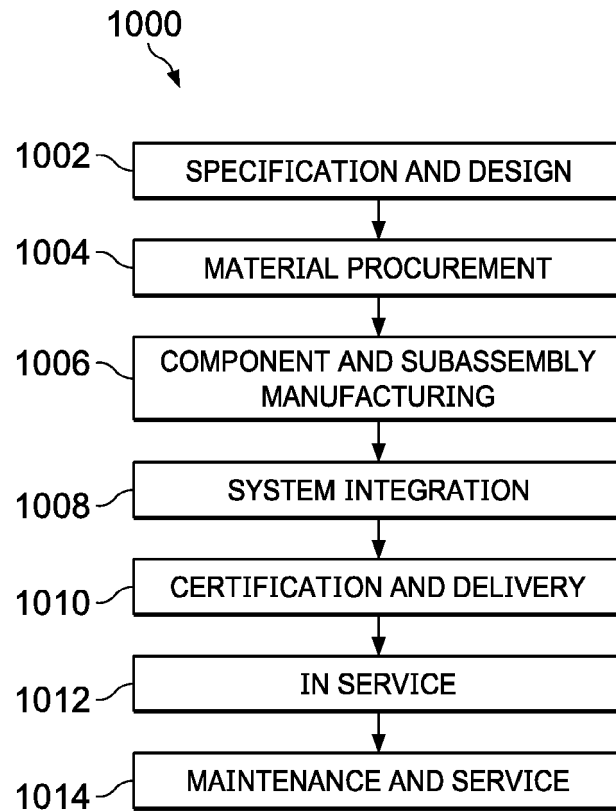 1000
1002 SPECIFICATION AND DESIGN
1004 MATERIAL PROCUREMENT
1006 COMPONENT AND SUBASSEMBLY
MANUFACTURING
1008 SYSTEM INTEGRATION
1010 CERTIFICATION AND DELIVERY
1012 IN SERVICE
1014 MAINTENANCE AND SERVICE